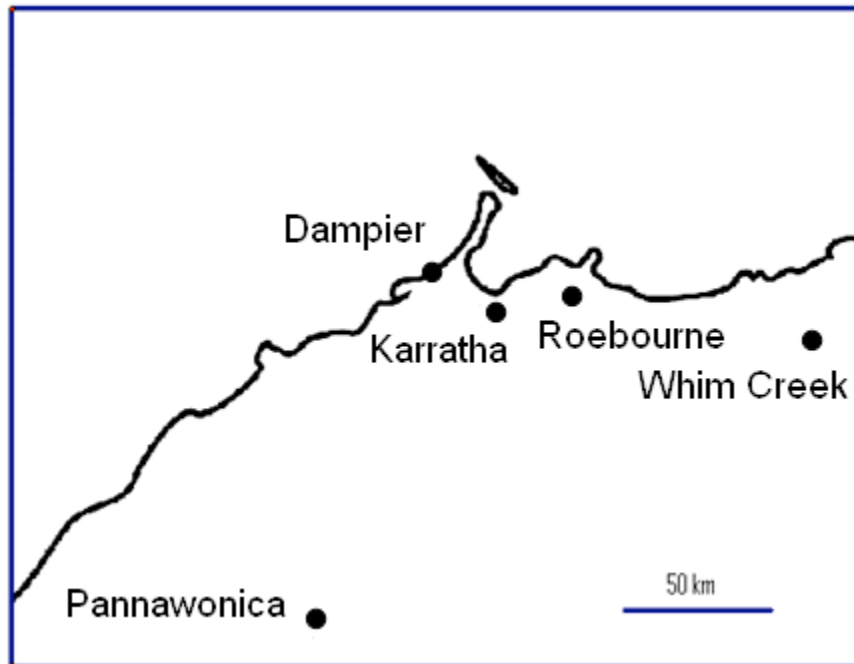 Dampier
Karratha
Roebourne
Whim Creek
Pannawonica
50 km